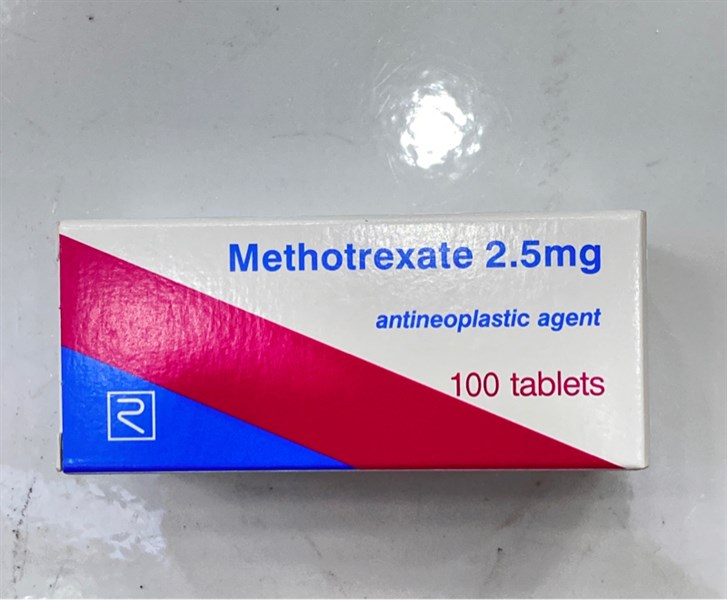 Methotrexate 2.5mg
antineoplastic agent
100 tablets
R